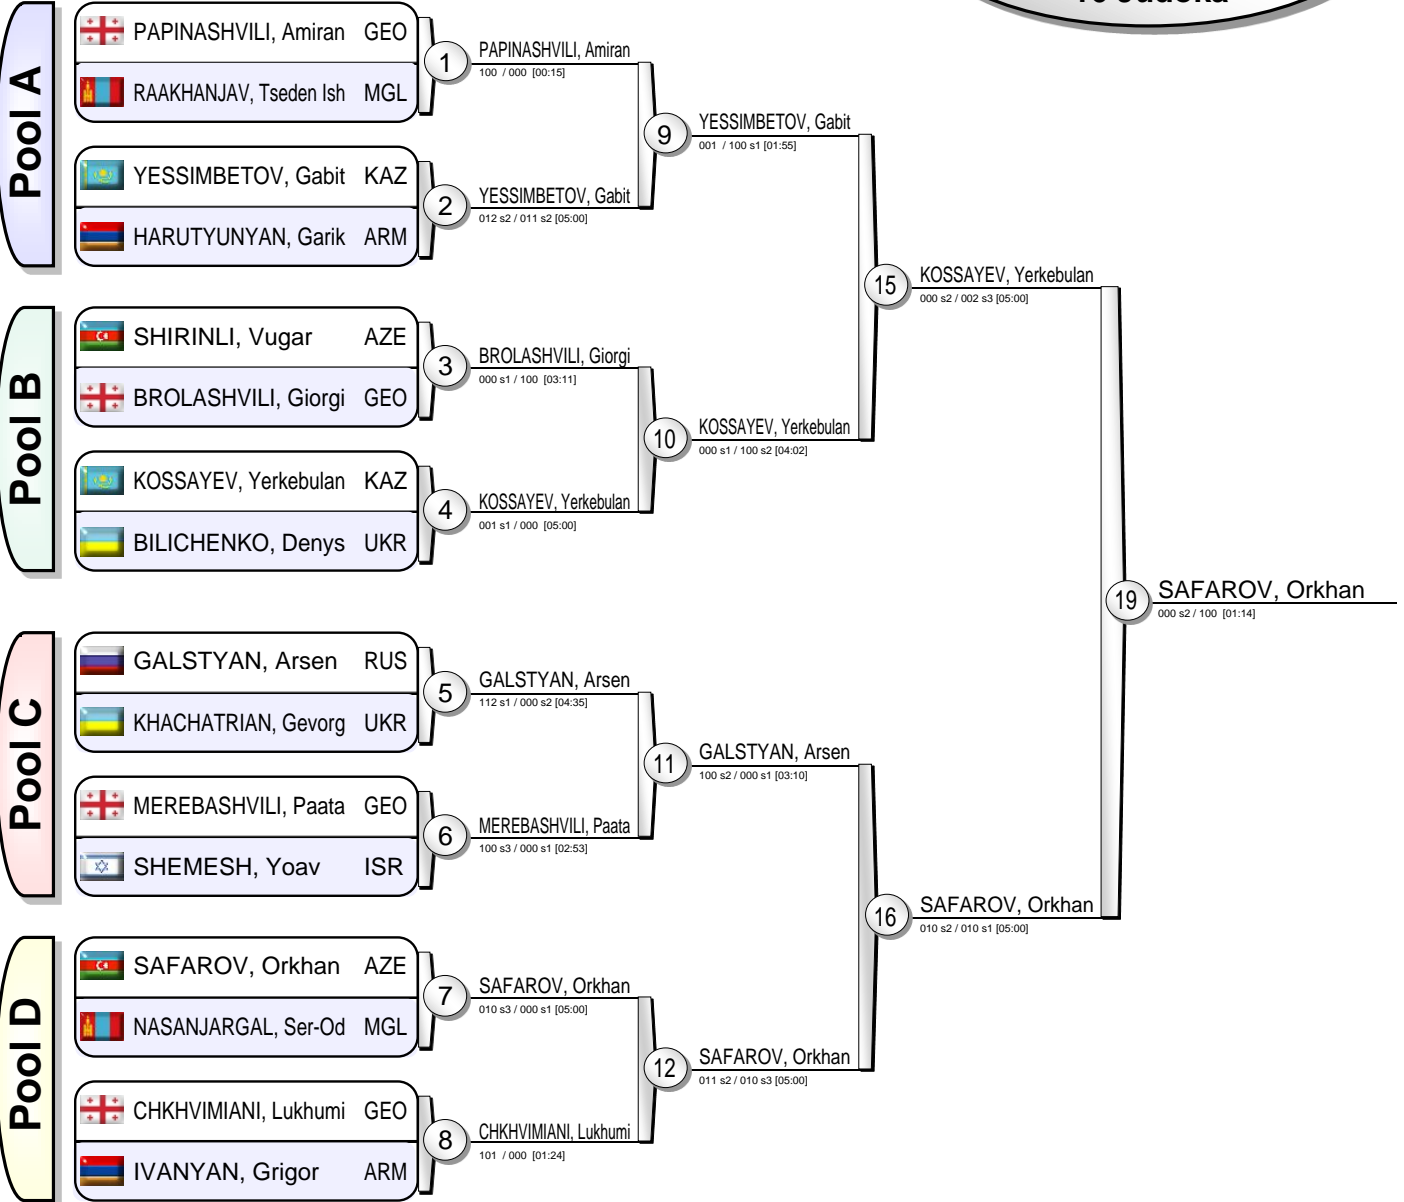 16 Judoka
Pool A
PAPINASHVILI, Amiran GEO
RAAKHANJAV, Tseden Ish MGL
YESSIMBETOV, Gabit KAZ
HARUTYUNYAN, Garik ARM
Pool B
SHIRINLI, Vugar AZE
BROLASHVILI, Giorgi GEO
KOSSAYEV, Yerkebulan KAZ
BILICHENKO, Denys UKR
Pool C
GALSTYAN, Arsen RUS
KHACHATRIAN, Gevorg UKR
MEREBASHVILI, Paata GEO
SHEMESH, Yoav ISR
Pool D
SAFAROV, Orkhan AZE
NASANJARGAL, Ser-Od MGL
CHKHVIMIANI, Lukhumi GEO
IVANYAN, Grigor ARM
1
PAPINASHVILI, Amiran
100 / 000 [00:15]
2
YESSIMBETOV, Gabit
012 s2 / 011 s2 [05:00]
3
BROLASHVILI, Giorgi
000 s1 / 100 [03:11]
4
KOSSAYEV, Yerkebulan
001 s1 / 000 [05:00]
5
GALSTYAN, Arsen
112 s1 / 000 s2 [04:35]
6
MEREBASHVILI, Paata
100 s3 / 000 s1 [02:53]
7
SAFAROV, Orkhan
010 s3 / 000 s1 [05:00]
8
CHKHVIMIANI, Lukhumi
101 / 000 [01:24]
9
YESSIMBETOV, Gabit
001 / 100 s1 [01:55]
10
KOSSAYEV, Yerkebulan
000 s1 / 100 s2 [04:02]
11
GALSTYAN, Arsen
100 s2 / 000 s1 [03:10]
12
SAFAROV, Orkhan
011 s2 / 010 s3 [05:00]
15
KOSSAYEV, Yerkebulan
000 s2 / 002 s3 [05:00]
16
SAFAROV, Orkhan
010 s2 / 010 s1 [05:00]
19
SAFAROV, Orkhan
000 s2 / 100 [01:14]